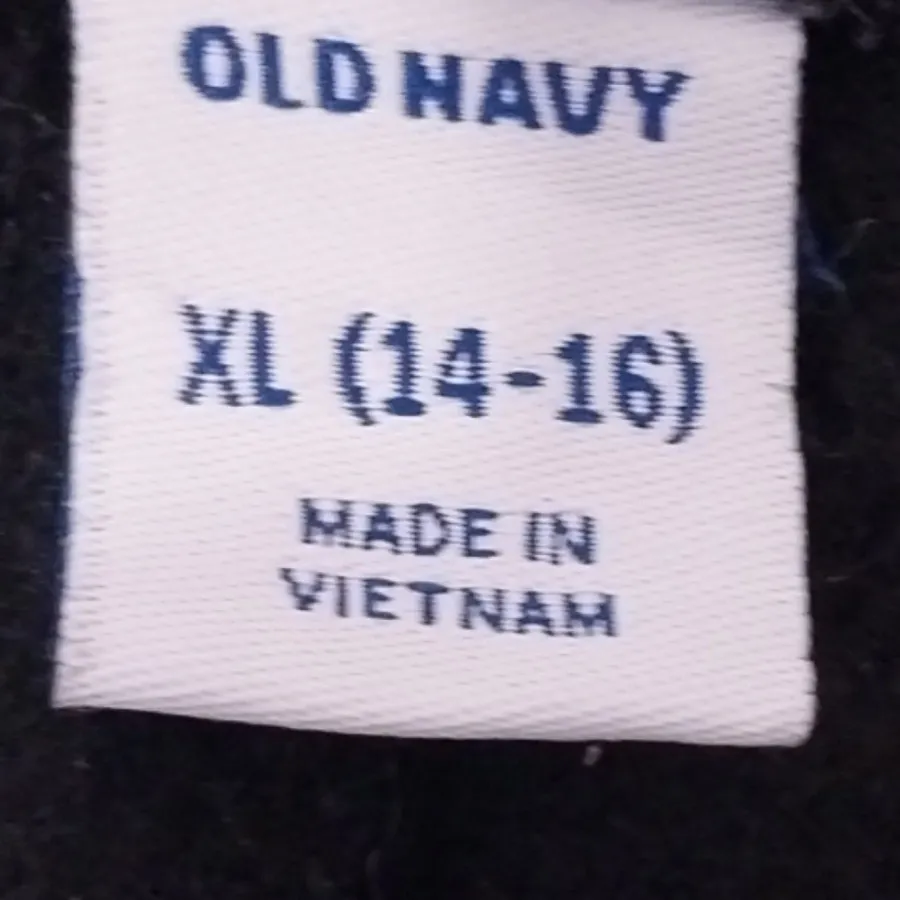 OLD NAVY
XL (14-16)
MADE IN
VIETNAM